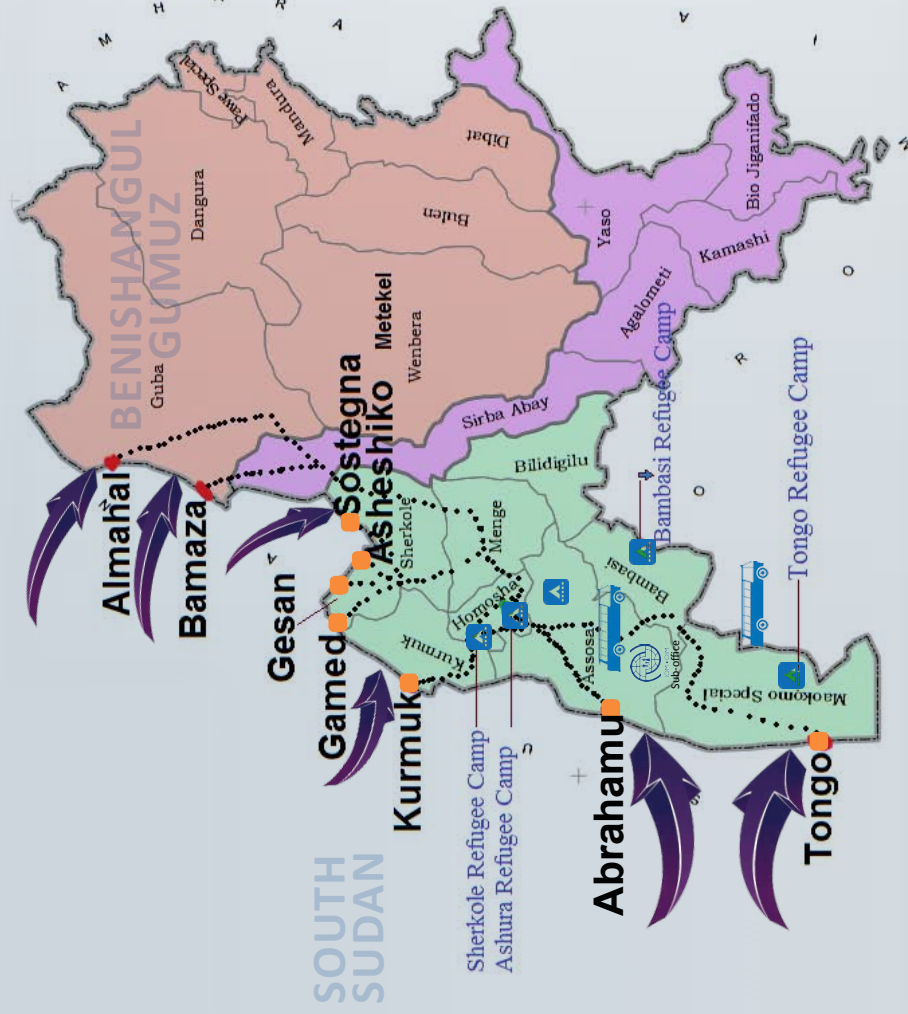 BENISHANGUL
GUMUZ
Pawe Special
Mandura
Dangura
Dibat
Bulen
Guba
Metekel
Wenbera
Yaso
Bio Jiganifado
Kamashi
Agalometi
Sirba Abay
Bilidigilu
Sherkole
Menge
Homosha
Kurmuk
Assosa
Bambasi
Maokomo Special
Sub-office
Almahal
Bamaza
Sostegna
Asheshiko
Gesan
Gamed
Kurmuk
Abrahamu
Tongo
Bambasi Refugee Camp
Tongo Refugee Camp
Sherkole Refugee Camp
Ashura Refugee Camp
SOUTH
SUDAN
A M H A R A